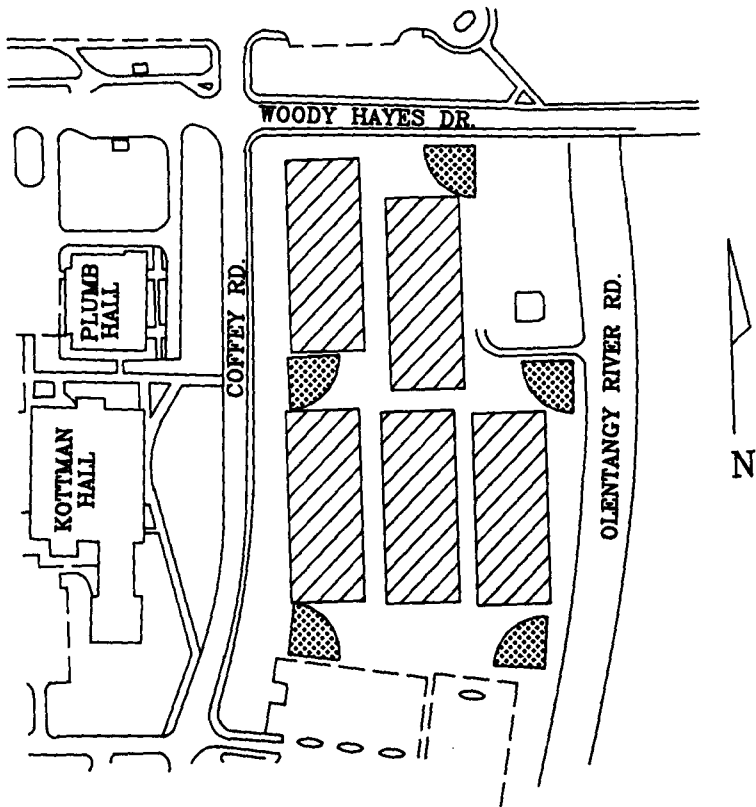 WOODY HAYES DR.
PLUMB
HALL
COFFEY RD.
OLENTANGY RIVER RD.
KOTTMAN
HALL
N